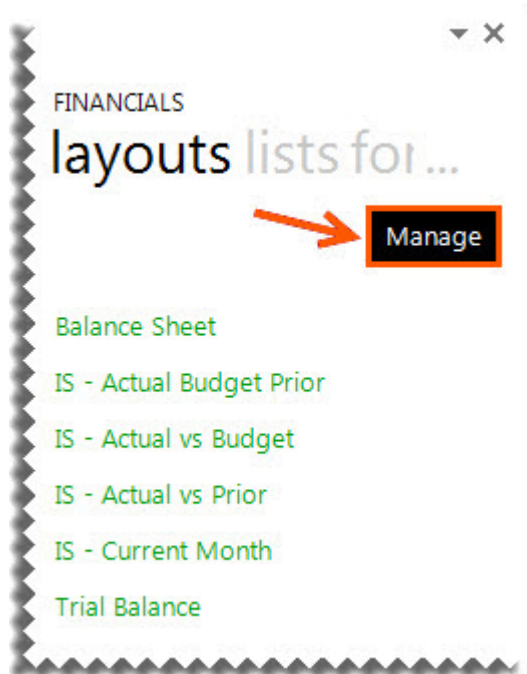 FINANCIALS
layouts lists for...
Manage
Balance Sheet
IS - Actual Budget Prior
IS - Actual vs Budget
IS - Actual vs Prior
IS - Current Month
Trial Balance